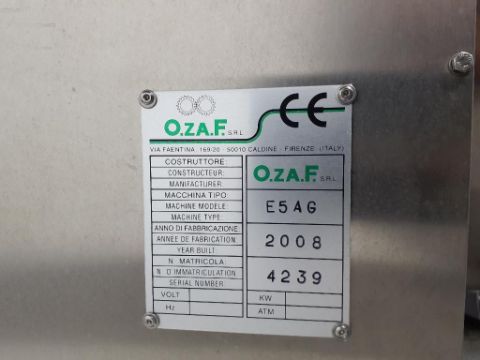 O.ZA.F. S.R.L. CE
VIA FAENTINA, 169/20 - 50010 CALDINE - FIRENZE - (ITALY)
COSTRUTTORE:
CONSTRUCTEUR:
MANIFACTURER:
O.ZA.F. S.R.L.
MACCHINA TIPO:
MACHINE MODELE:
MACHINE TYPE:
E5AG
ANNO DI FABBRICAZIONE:
ANNEE DE FABRICATION:
YEAR BUILT:
2008
N. MATRICOLA:
N. D IMMATRICULATION:
SERIAL NUMBER:
4239
VOLT KW
Hz ATM